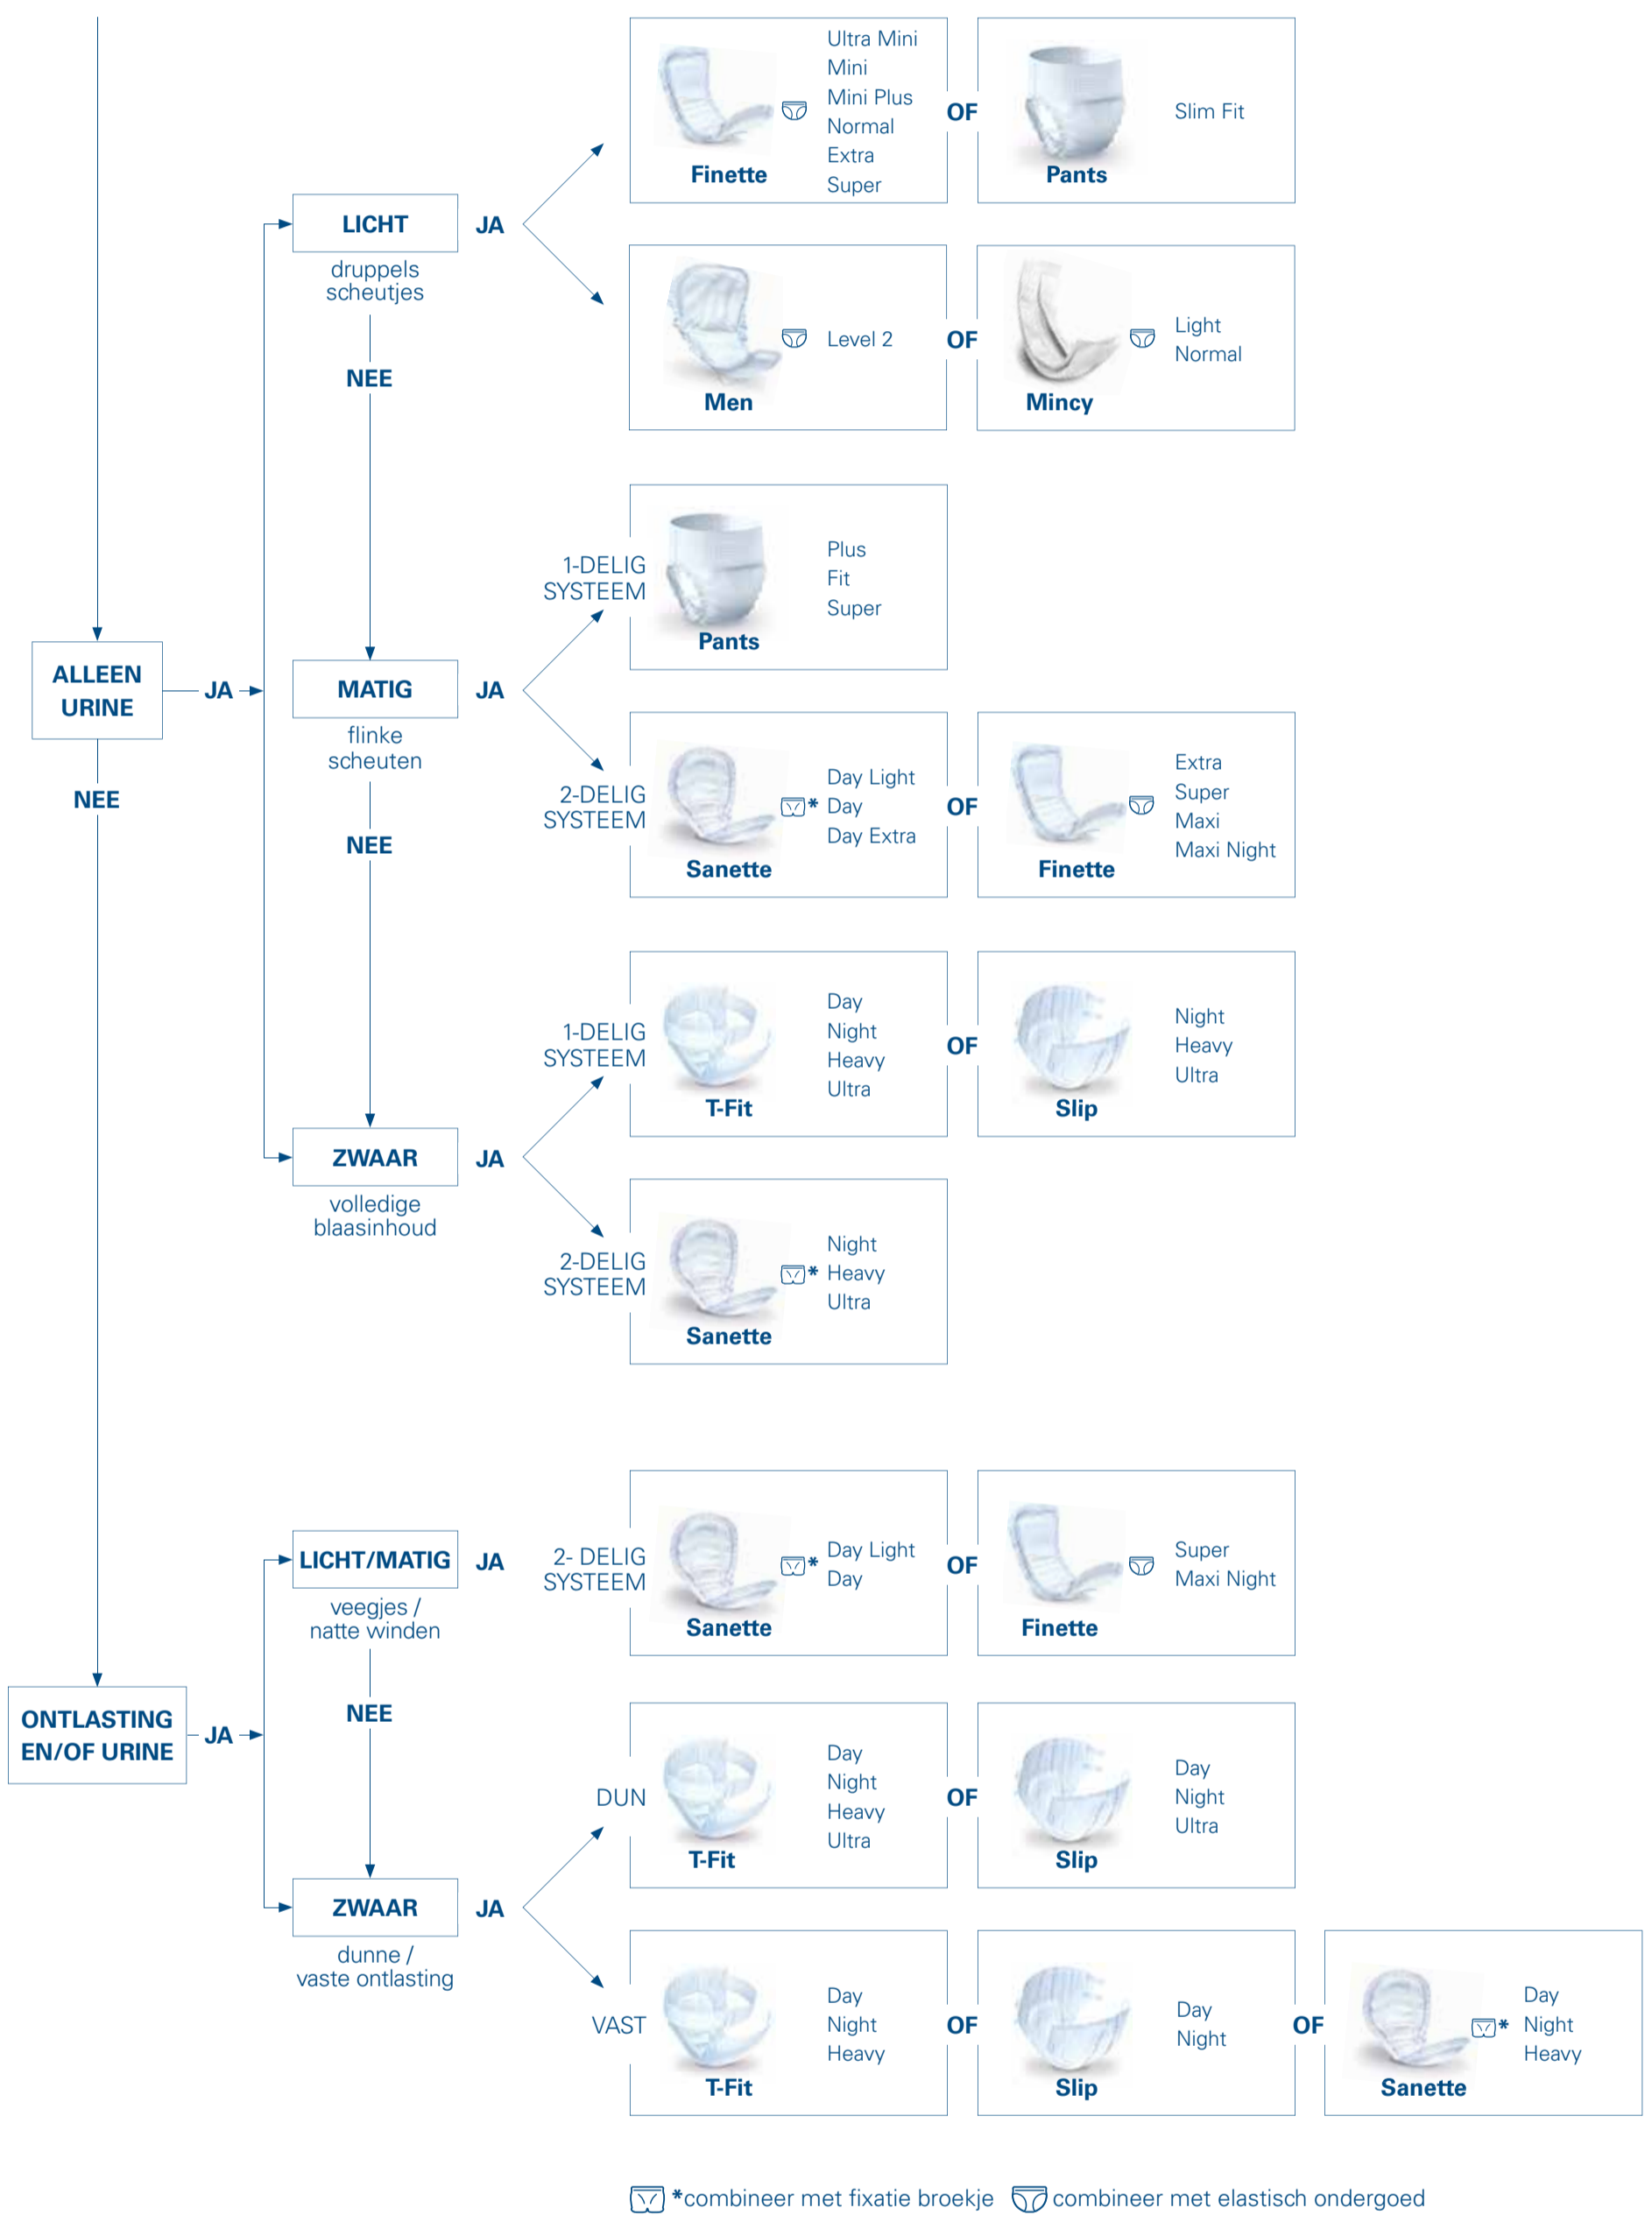 Ultra Mini
Mini
Mini Plus
Normal
Extra
Super
Finette
OF
Slim Fit
Pants
LICHT
JA
druppels
scheutjes
Level 2
Men
OF
Light
Normal
Mincy
NEE
1-DELIG
SYSTEEM
Plus
Fit
Super
Pants
ALLEEN
URINE
JA
MATIG
JA
flinke
scheuten
2-DELIG
SYSTEEM
* Day Light
Day
Day Extra
Sanette
OF
Extra
Super
Maxi
Maxi Night
Finette
NEE
NEE
1-DELIG
SYSTEEM
Day
Night
Heavy
Ultra
T-Fit
OF
Night
Heavy
Ultra
Slip
ZWAAR
JA
volledige
blaasinhoud
2-DELIG
SYSTEEM
*
Night
Heavy
Ultra
Sanette
LICHT/MATIG
JA
veegjes /
natte winden
2- DELIG
SYSTEEM
*
Day Light
Day
Sanette
OF
Super
Maxi Night
Finette
ONTLASTING
EN/OF URINE
JA
NEE
DUN
Day
Night
Heavy
Ultra
T-Fit
OF
Day
Night
Ultra
Slip
ZWAAR
JA
dunne /
vaste ontlasting
VAST
Day
Night
Heavy
T-Fit
OF
Day
Night
Slip
OF
*
Day
Night
Heavy
Sanette
*combineer met fixatie broekje
combineer met elastisch ondergoed